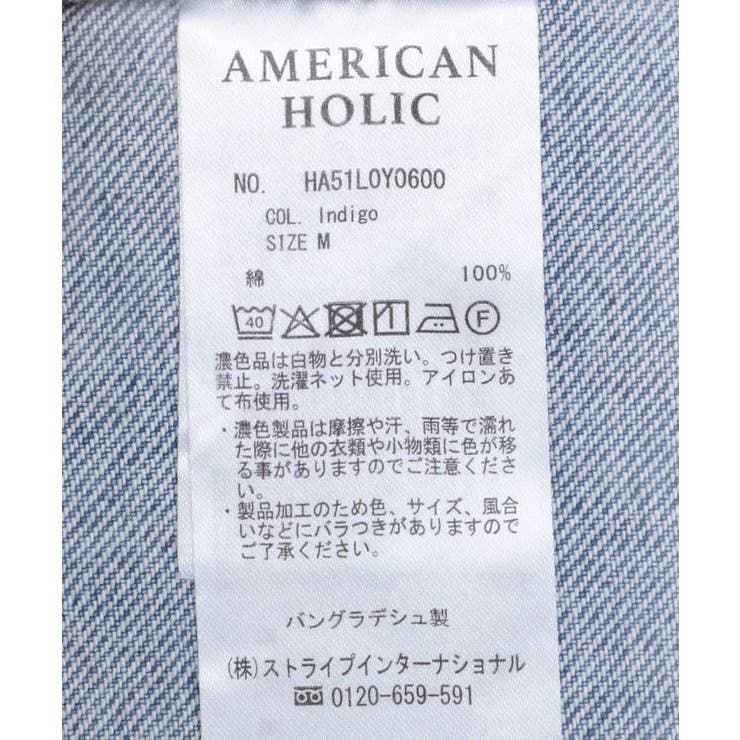 AMERICAN
HOLIC
NO. HA51L0Y0600
COL. Indigo
SIZE M
綿 100%
40 F
濃色品は白物と分別洗い。つけ置き
禁止。洗濯ネット使用。アイロンあ
て布使用。
・濃色製品は摩擦や汗、雨等で濡れ
た際に他の衣類や小物類に色が移
る事がありますのでご注意くださ
い。
・製品加工のため色、サイズ、風合
いなどにバラつきがありますので
ご了承ください。
バングラデシュ製
(株)ストライプインターナショナル
0120-659-591